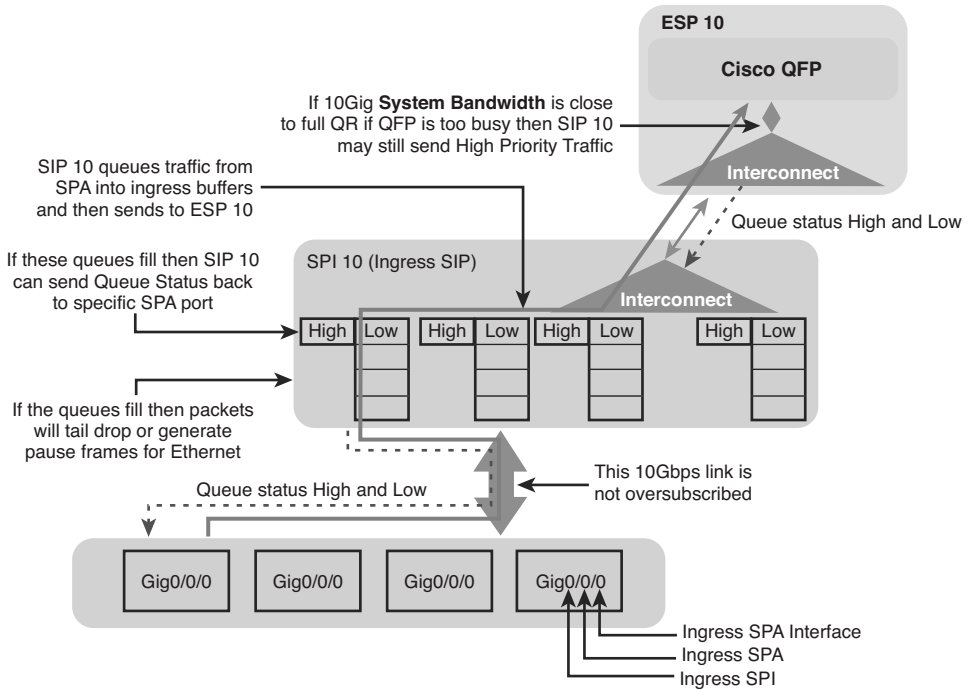 ESP 10
Cisco QFP
If 10Gig System Bandwidth is close
to full QR if QFP is too busy then SIP 10
may still send High Priority Traffic
Interconnect
SIP 10 queues traffic from
SPA into ingress buffers
and then sends to ESP 10
Queue status High and Low
SPI 10 (Ingress SIP)
If these queues fill then SIP 10
can send Queue Status back
to specific SPA port
Interconnect
High Low High Low High Low High Low
If the queues fill then packets
will tail drop or generate
pause frames for Ethernet
This 10Gbps link is
not oversubscribed
Queue status High and Low
Gig0/0/0 Gig0/0/0 Gig0/0/0 Gig0/0/0
Ingress SPA Interface
Ingress SPA
Ingress SPI